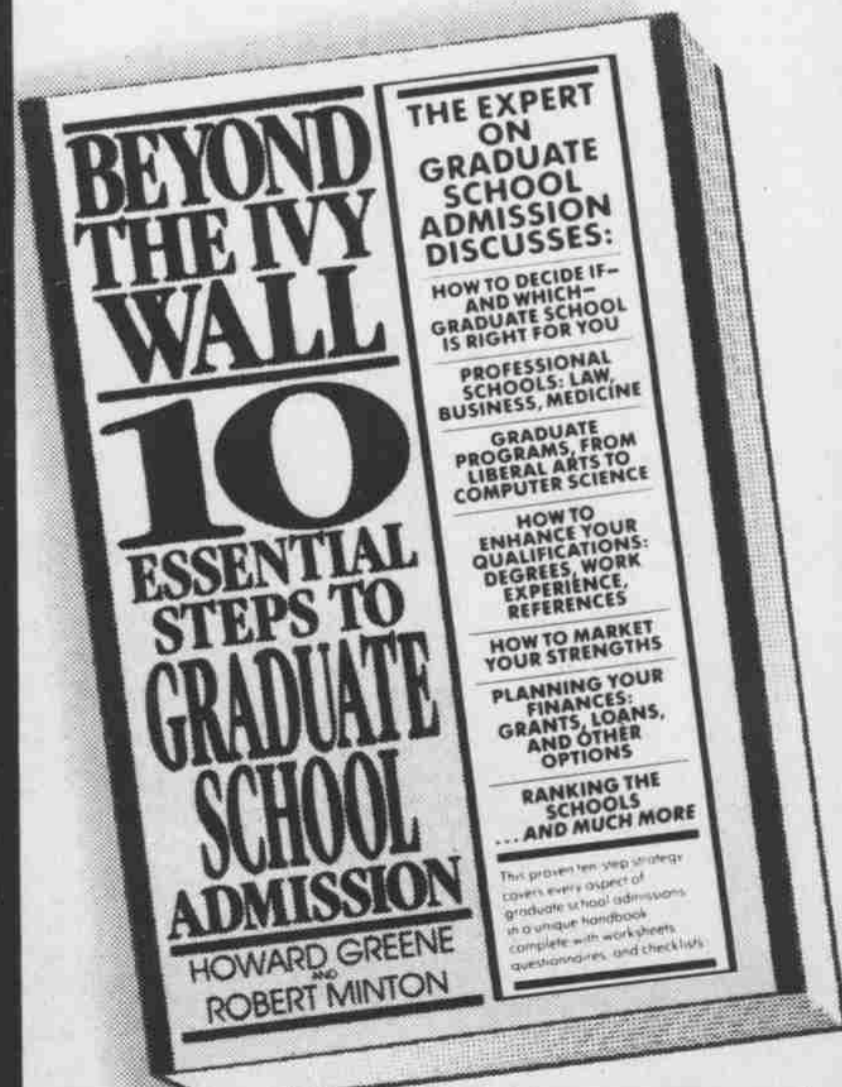 BEYOND
THE IVY
WALL
10
ESSENTIAL
STEPS TO
GRADUATE
SCHOOL
ADMISSION
HOWARD GREENE
AND
ROBERT MINTON
THE EXPERT
ON
GRADUATE
SCHOOL
ADMISSION
DISCUSSES:
HOW TO DECIDE IF—
AND WHICH—
GRADUATE SCHOOL
IS RIGHT FOR YOU
PROFESSIONAL
SCHOOLS: LAW,
BUSINESS, MEDICINE
GRADUATE
PROGRAMS, FROM
LIBERAL ARTS TO
COMPUTER SCIENCE
HOW TO
ENHANCE YOUR
QUALIFICATIONS:
DEGREES, WORK
EXPERIENCE,
REFERENCES
HOW TO MARKET
YOUR STRENGTHS
PLANNING YOUR
FINANCES:
GRANTS, LOANS,
AND OTHER
OPTIONS
RANKING THE
SCHOOLS
...AND MUCH MORE
This proven ten-step strategy
covers every aspect of
graduate school admissions
in a unique handbook
complete with worksheets
questionnaires, and checklists